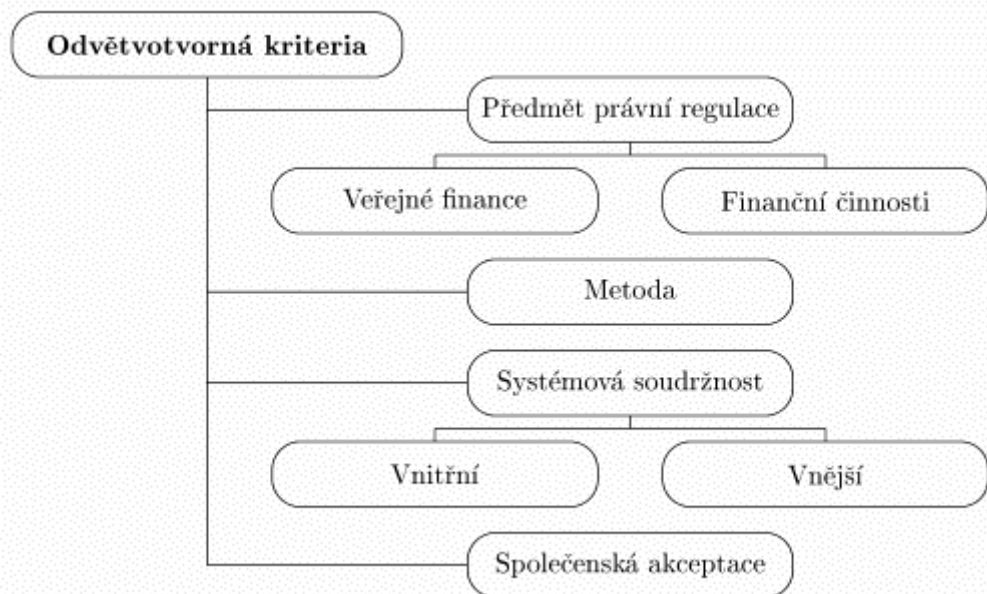 Odvětvotvorná kriteria
Předmět právní regulace
Veřejné finance
Finanční činnosti
Metoda
Systémová soudržnost
Vnitřní
Vnější
Společenská akceptace